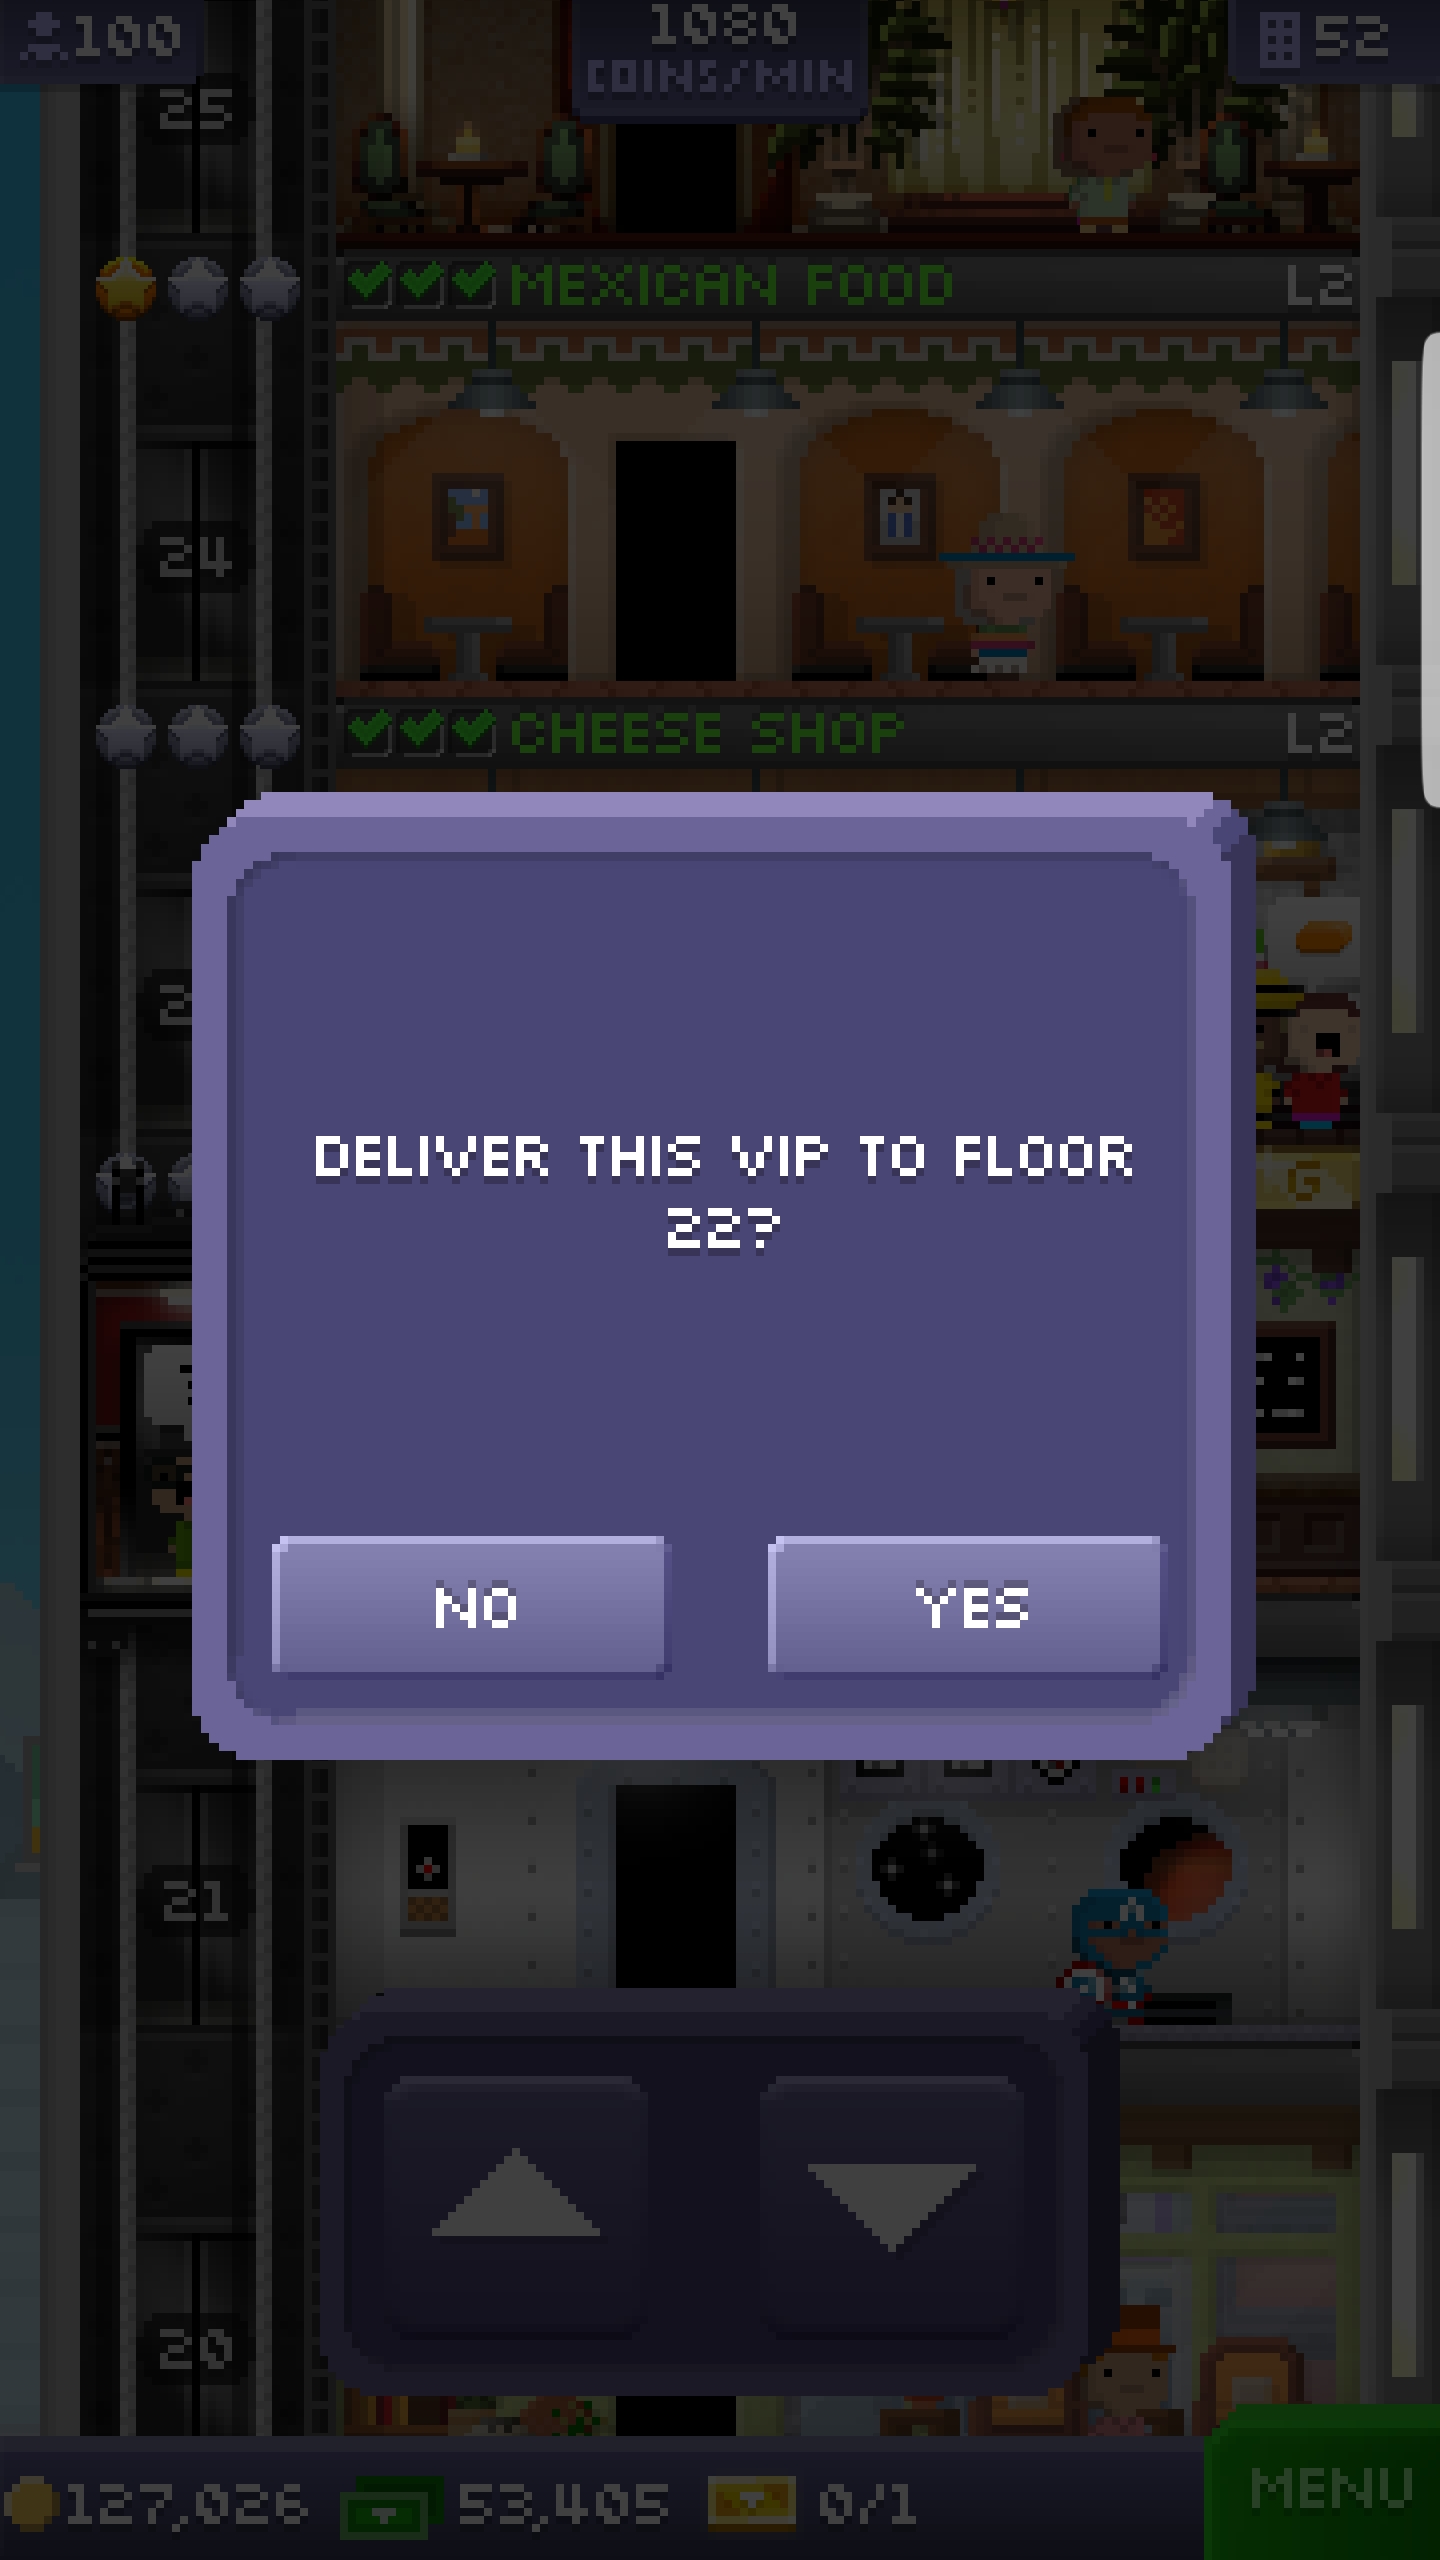 100
1080
COINS/MIN
52
25
MEXICAN FOOD L2
24
CHEESE SHOP L2
DELIVER THIS VIP TO FLOOR
22?
G
NO YES
21
20
127,026 53,405 0/1
MENU